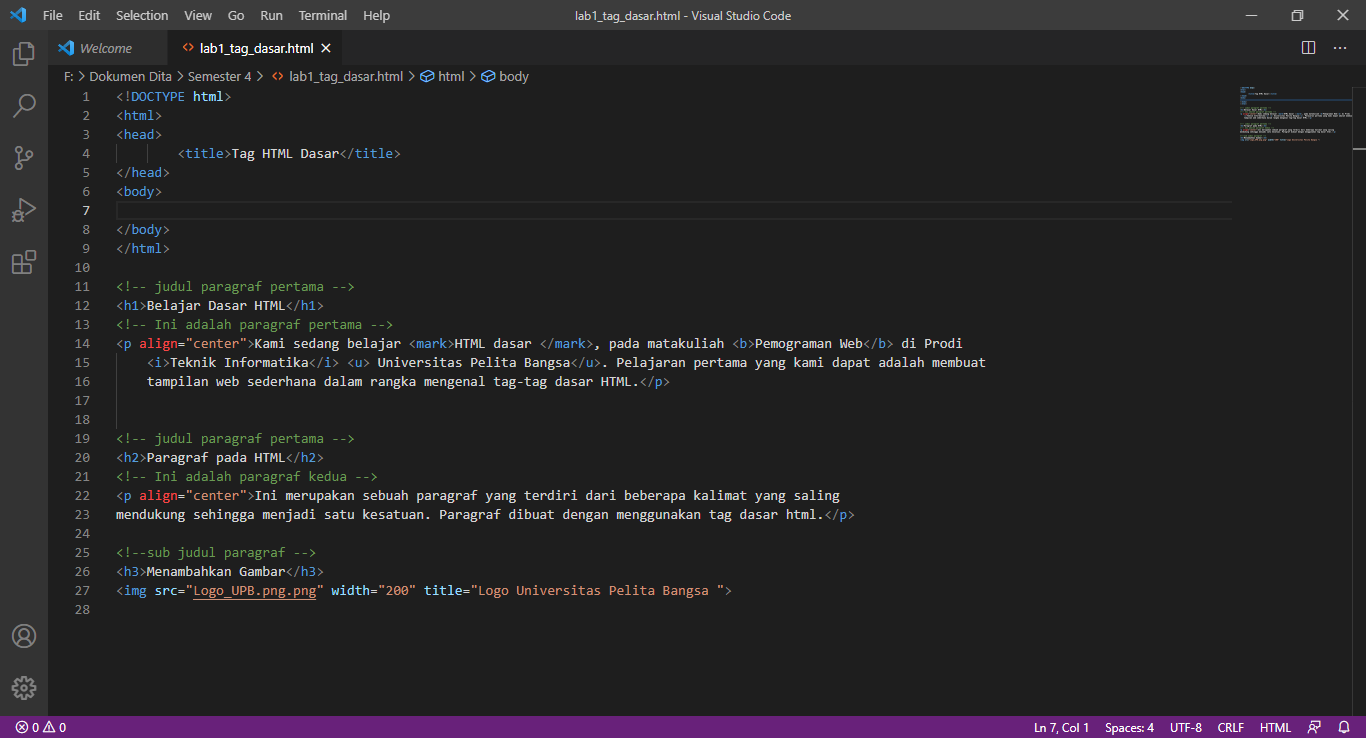 File Edit Selection View Go Run Terminal Help lab1_tag_dasar.html - Visual Studio Code
Welcome <> lab1_tag_dasar.html ×
F: > Dokumen Dita > Semester 4 > <> lab1_tag_dasar.html > html > body
1 <!DOCTYPE html>
2 <html>
3 <head>
4 <title>Tag HTML Dasar</title>
5 </head>
6 <body>
7
8 </body>
9 </html>
10
11 <!-- judul paragraf pertama -->
12 <h1>Belajar Dasar HTML</h1>
13 <!-- Ini adalah paragraf pertama -->
14 <p align="center">Kami sedang belajar <mark>HTML dasar </mark>, pada matakuliah <b>Pemograman Web</b> di Prodi
15 <i>Teknik Informatika</i> <u> Universitas Pelita Bangsa</u>. Pelajaran pertama yang kami dapat adalah membuat
16 tampilan web sederhana dalam rangka mengenal tag-tag dasar HTML.</p>
17
18
19 <!-- judul paragraf pertama -->
20 <h2>Paragraf pada HTML</h2>
21 <!-- Ini adalah paragraf kedua -->
22 <p align="center">Ini merupakan sebuah paragraf yang terdiri dari beberapa kalimat yang saling
23 mendukung sehingga menjadi satu kesatuan. Paragraf dibuat dengan menggunakan tag dasar html.</p>
24
25 <!--sub judul paragraf -->
26 <h3>Menambahkan Gambar</h3>
27 <img src="Logo_UPB.png.png" width="200" title="Logo Universitas Pelita Bangsa ">
28
0 0 Ln 7, Col 1 Spaces: 4 UTF-8 CRLF HTML